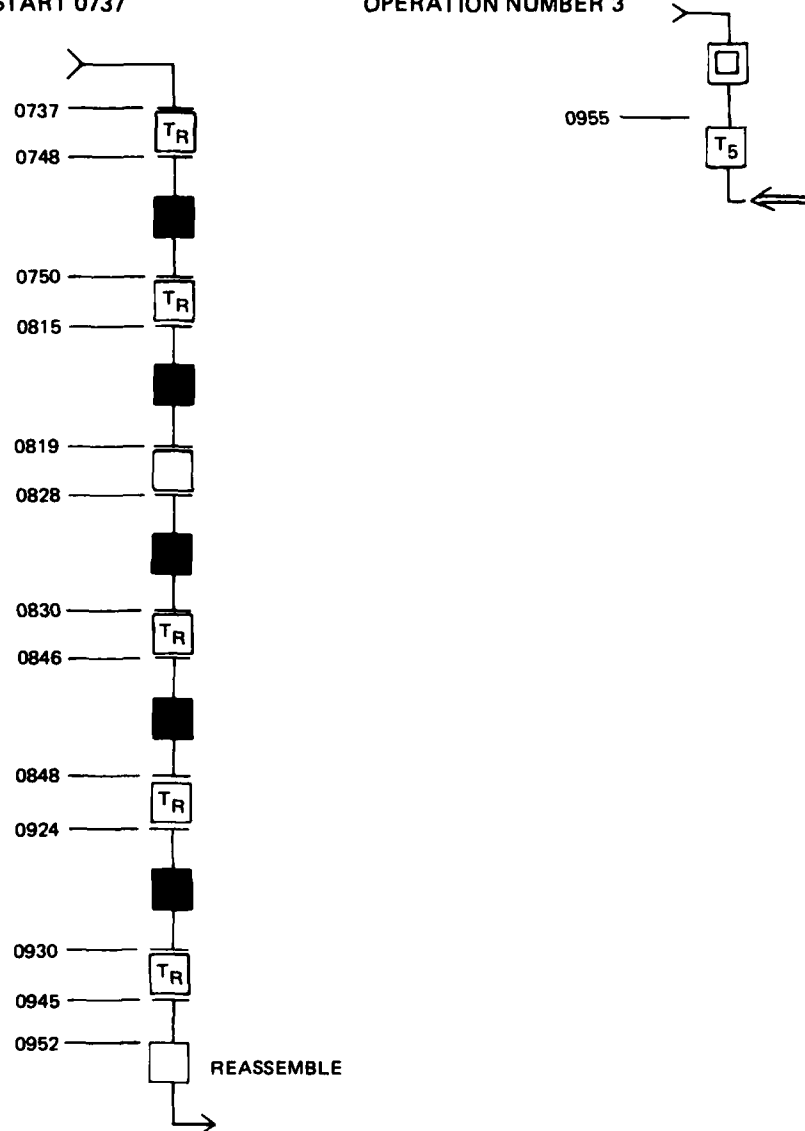 START 0737
OPERATION NUMBER 3
0737
TR
0748
0750
TR
0815
0819
0828
0830
TR
0846
0848
TR
0924
0930
TR
0945
0952
REASSEMBLE
0955
T5